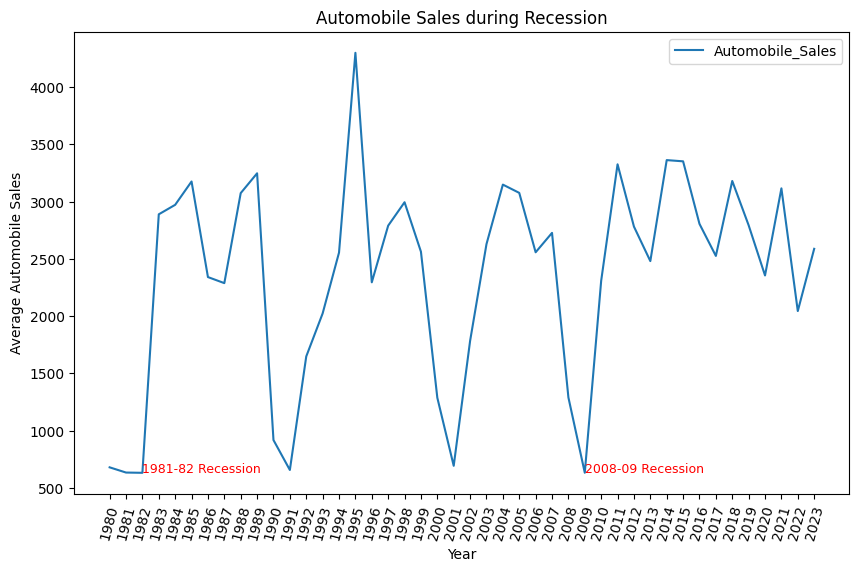 Automobile Sales during Recession
Automobile_Sales
Average Automobile Sales
4000
3500
3000
2500
2000
1500
1000
500
1981-82 Recession
2008-09 Recession
1980 1981 1982 1983 1984 1985 1986 1987 1988 1989 1990 1991 1992 1993 1994 1995 1996 1997 1998 1999 2000 2001 2002 2003 2004 2005 2006 2007 2008 2009 2010 2011 2012 2013 2014 2015 2016 2017 2018 2019 2020 2021 2022 2023
Year